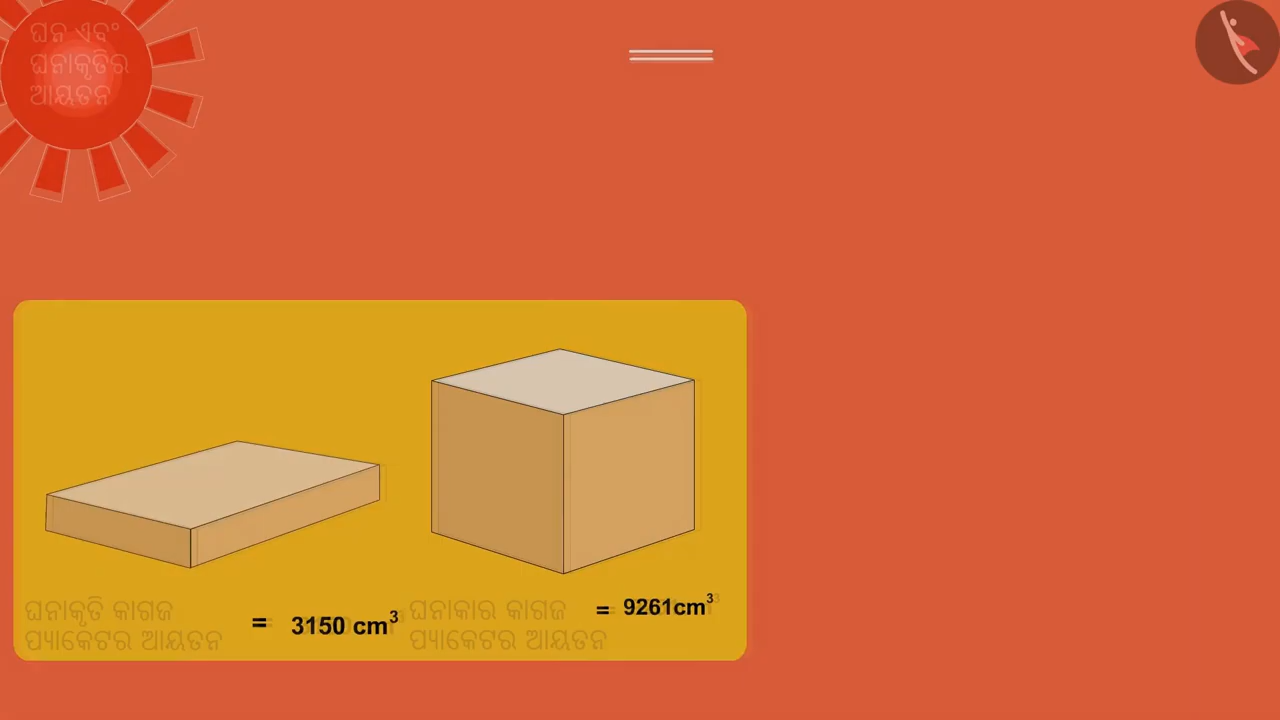 ଘନ ଏବଂ
ଘନାକୃତିର
ଆୟତନ
ଘନାକୃତି କାଗଜ
ପ୍ୟାକେଟର ଆୟତନ
= 3150 cm³
ଘନାକାର କାଗଜ
ପ୍ୟାକେଟର ଆୟତନ
= 9261cm³